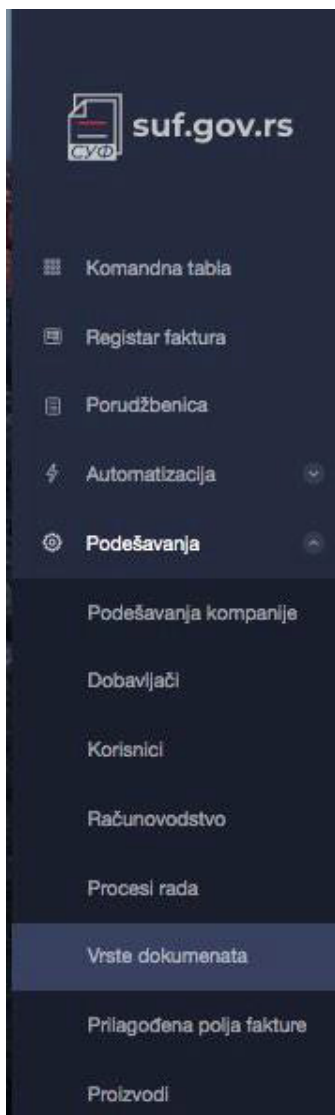 СУФ
suf.gov.rs
Komandna tabla
Registar faktura
Porudžbenica
Automatizacija
Podešavanja
Podešavanja kompanije
Dobavljači
Korisnici
Računovodstvo
Procesi rada
Vrste dokumenata
Prilagođena polja fakture
Proizvodi